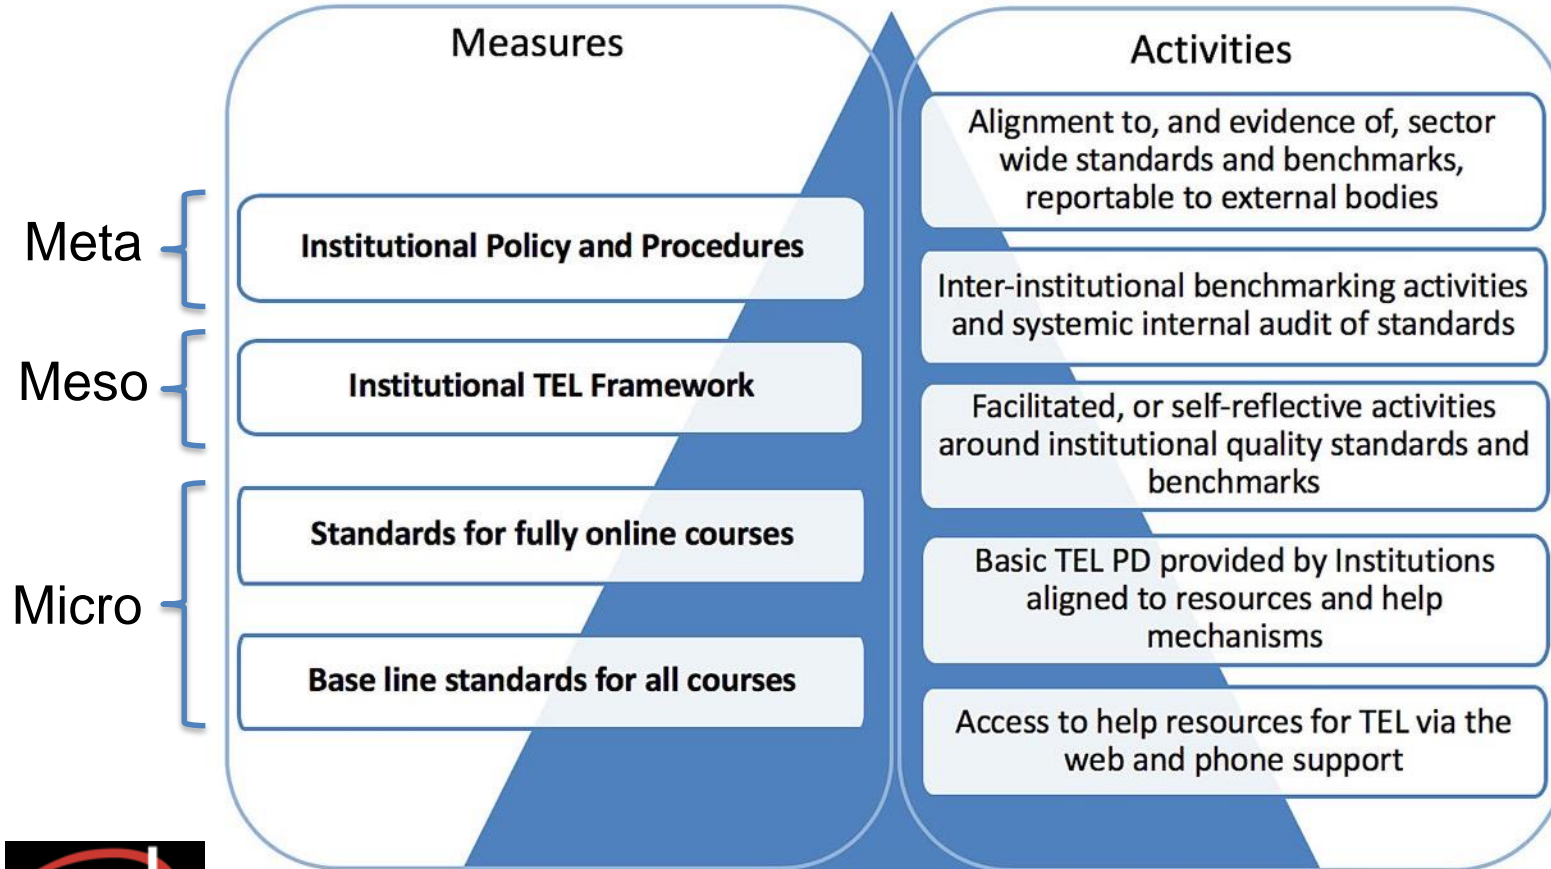 Measures
Meta
Institutional Policy and Procedures
Meso
Institutional TEL Framework
Micro
Standards for fully online courses
Base line standards for all courses
Activities
Alignment to, and evidence of, sector
wide standards and benchmarks,
reportable to external bodies
Inter-institutional benchmarking activities
and systemic internal audit of standards
Facilitated, or self-reflective activities
around institutional quality standards and
benchmarks
Basic TEL PD provided by Institutions
aligned to resources and help
mechanisms
Access to help resources for TEL via the
web and phone support